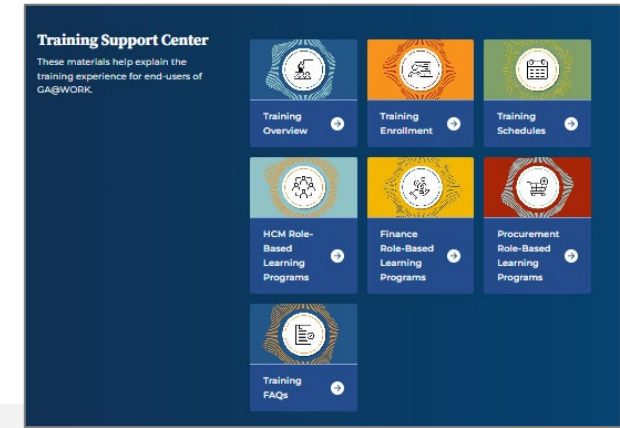 Training Support Center
These materials help explain the
training experience for end-users of
GA@WORK.
Training
Overview
Training
Enrollment
Training
Schedules
HCM Role-
Based
Learning
Programs
Finance
Role-Based
Learning
Programs
Procurement
Role-Based
Learning
Programs
Training
FAQs